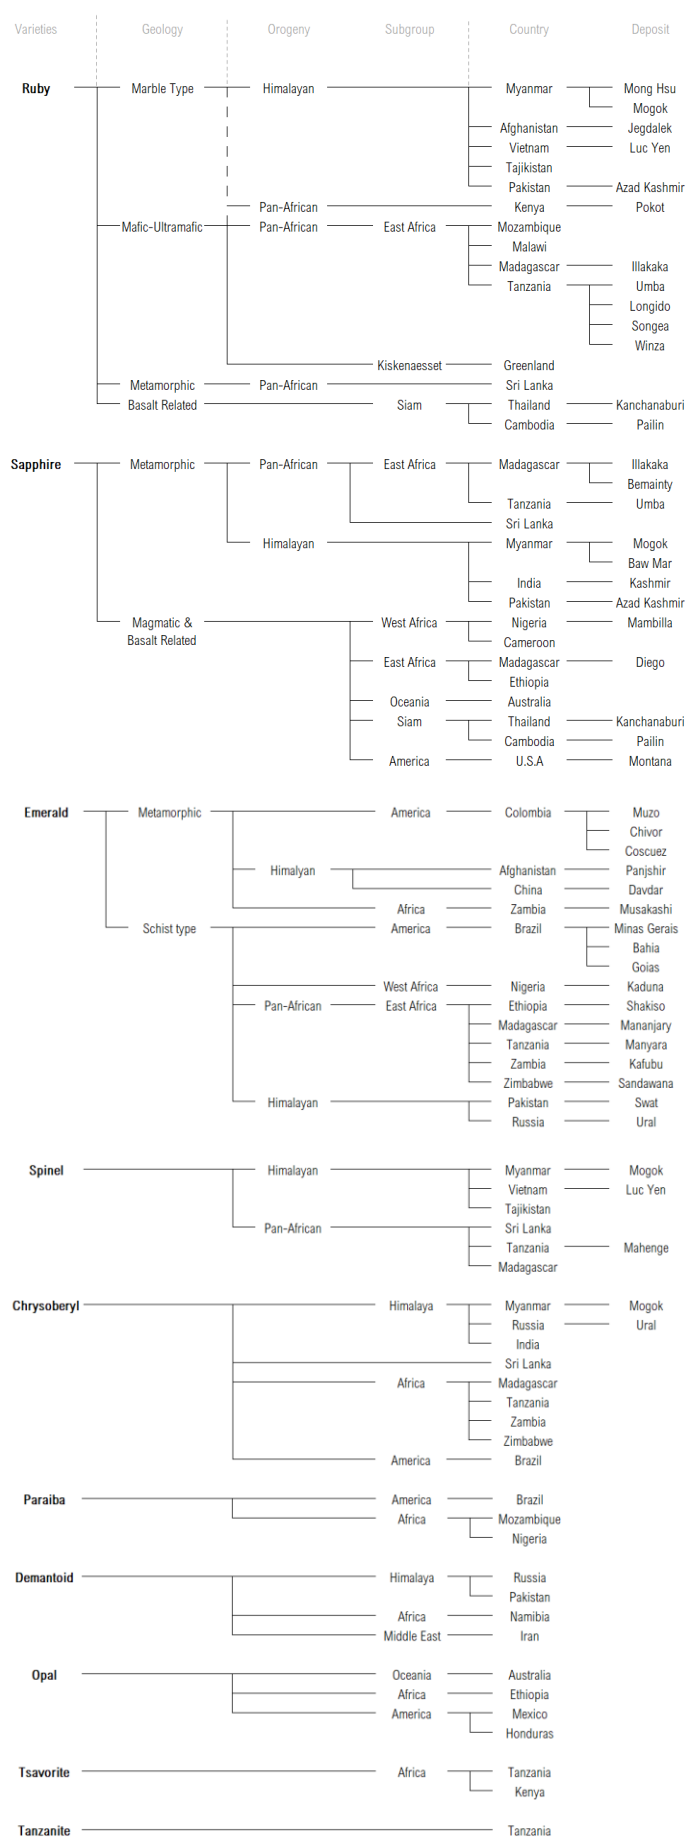 Varieties Geology Orogeny Subgroup Country Deposit
Ruby Marble Type Himalayan Myanmar Mong Hsu
Mogok
Afghanistan Jegdalek
Vietnam Luc Yen
Tajikistan
Pakistan Azad Kashmir
Pan-African Kenya Pokot
Mafic-Ultramafic Pan-African East Africa Mozambique
Malawi
Madagascar Illakaka
Tanzania Umba
Longido
Songea
Winza
Kiskenaesset Greenland
Metamorphic Pan-African Sri Lanka
Basalt Related Siam Thailand Kanchanaburi
Cambodia Pailin
Sapphire Metamorphic Pan-African East Africa Madagascar Illakaka
Bemainty
Tanzania Umba
Sri Lanka
Himalayan Myanmar Mogok
Baw Mar
India Kashmir
Pakistan Azad Kashmir
Magmatic & West Africa Nigeria Mambilla
Basalt Related Cameroon
East Africa Madagascar Diego
Ethiopia
Oceania Australia
Siam Thailand Kanchanaburi
Cambodia Pailin
America U.S.A Montana
Emerald Metamorphic America Colombia Muzo
Chivor
Coscuez
Himalyan Afghanistan Panjshir
China Davdar
Africa Zambia Musakashi
Schist type America Brazil Minas Gerais
Bahia
Goias
West Africa Nigeria Kaduna
Pan-African East Africa Ethiopia Shakiso
Madagascar Mananjary
Tanzania Manyara
Zambia Kafubu
Zimbabwe Sandawana
Himalayan Pakistan Swat
Russia Ural
Spinel Himalayan Myanmar Mogok
Vietnam Luc Yen
Tajikistan
Pan-African Sri Lanka
Tanzania Mahenge
Madagascar
Chrysoberyl Himalaya Myanmar Mogok
Russia Ural
India
Sri Lanka
Africa Madagascar
Tanzania
Zambia
Zimbabwe
America Brazil
Paraiba America Brazil
Africa Mozambique
Nigeria
Demantoid Himalaya Russia
Pakistan
Africa Namibia
Middle East Iran
Opal Oceania Australia
Africa Ethiopia
America Mexico
Honduras
Tsavorite Africa Tanzania
Kenya
Tanzanite Tanzania